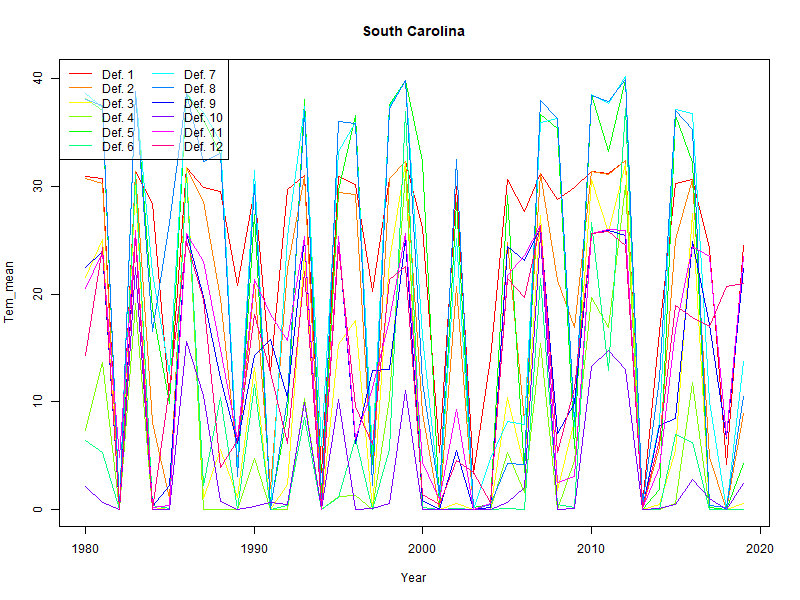 South Carolina
Def. 1 Def. 7
Def. 2 Def. 8
Def. 3 Def. 9
Def. 4 Def. 10
Def. 5 Def. 11
Def. 6 Def. 12
Tem_mean
0 10 20 30 40
1980 1990 2000 2010 2020
Year